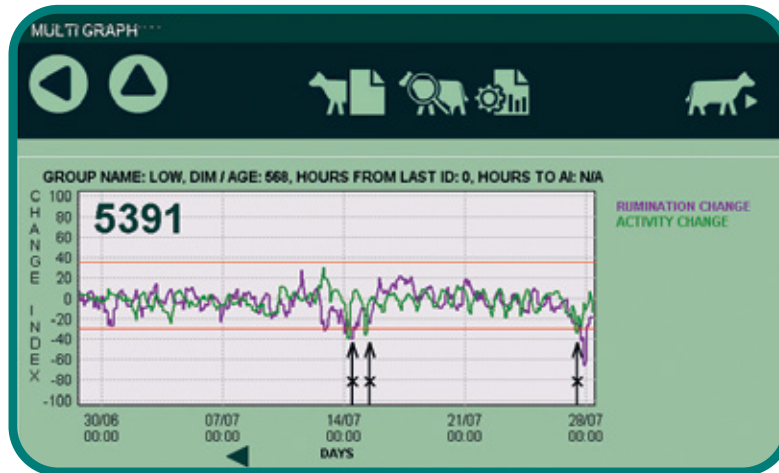 MULTI GRAPH
GROUP NAME: LOW, DIM / AGE: 568, HOURS FROM LAST ID: 0, HOURS TO AI: N/A
CHANGE INDEX
100
80
60
40
20
0
-20
-40
-60
-80
-100
5391
RUMINATION CHANGE
ACTIVITY CHANGE
30/06 07/07 14/07 21/07 28/07
00:00 00:00 00:00 00:00 00:00
DAYS